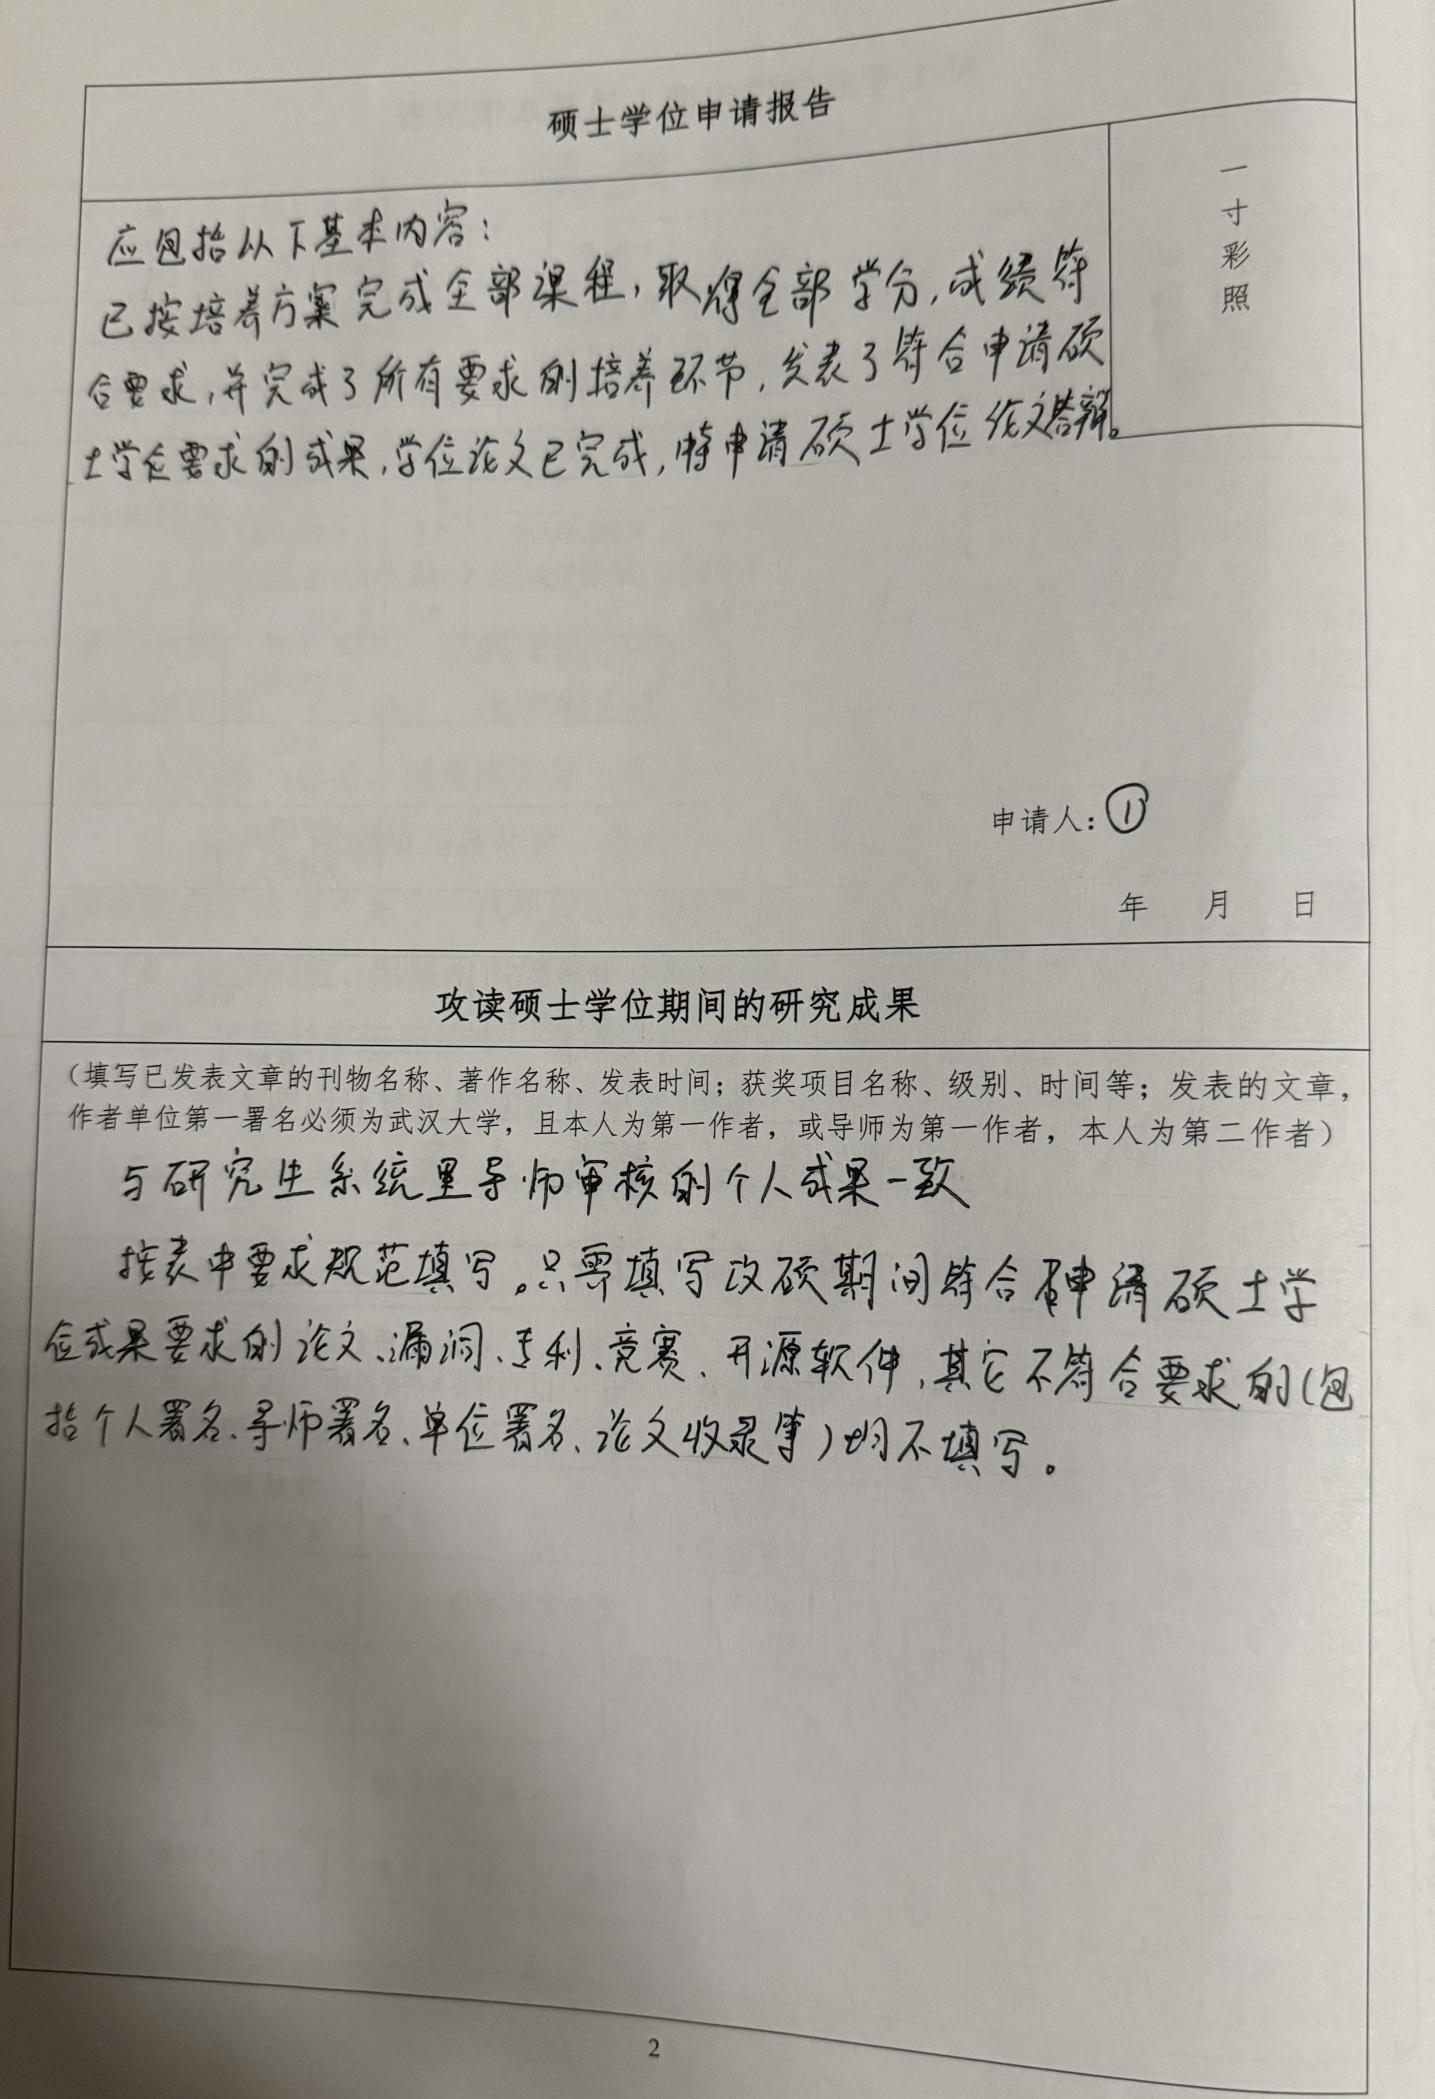 硕士学位申请报告
一
寸
彩
照
应包括以下基本内容：
已按培养方案完成全部课程，取得全部学分，成绩符
合要求，并完成了所有要求的培养环节，发表了符合申请硕
士学位要求的成果，学位论文已完成，特申请硕士学位论文答辩。
申请人：①
年 月 日
攻读硕士学位期间的研究成果
（填写已发表文章的刊物名称、著作名称、发表时间；获奖项目名称、级别、时间等；发表的文章，
作者单位第一署名必须为武汉大学，且本人为第一作者，或导师为第一作者，本人为第二作者）
与研究生系统里导师审核的个人成果一致
按表中要求规范填写。只需填写攻硕期间符合申请硕士学
位成果要求的论文、漏洞、专利、竞赛、开源软件，其它不符合要求的（包
括个人署名、导师署名、单位署名、论文收录等）均不填写。
2